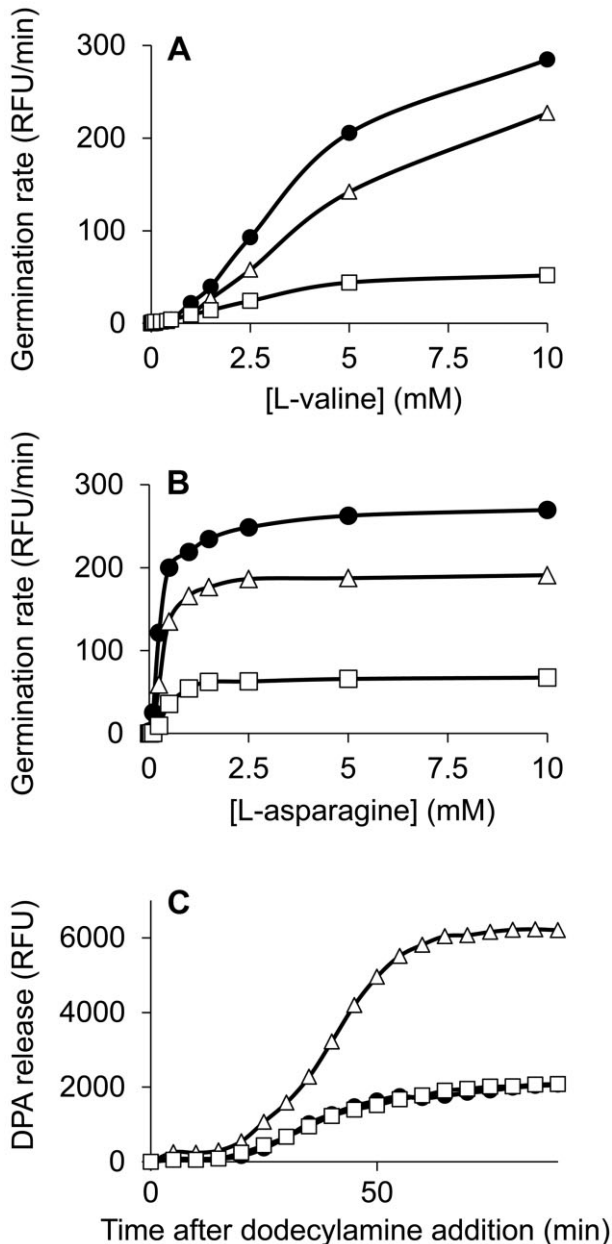 A
300
200
100
0
Germination rate (RFU/min)
0 2.5 5 7.5 10
[L-valine] (mM)
B
300
200
100
0
Germination rate (RFU/min)
0 2.5 5 7.5 10
[L-asparagine] (mM)
C
6000
4000
2000
0
DPA release (RFU)
0 50
Time after dodecylamine addition (min)